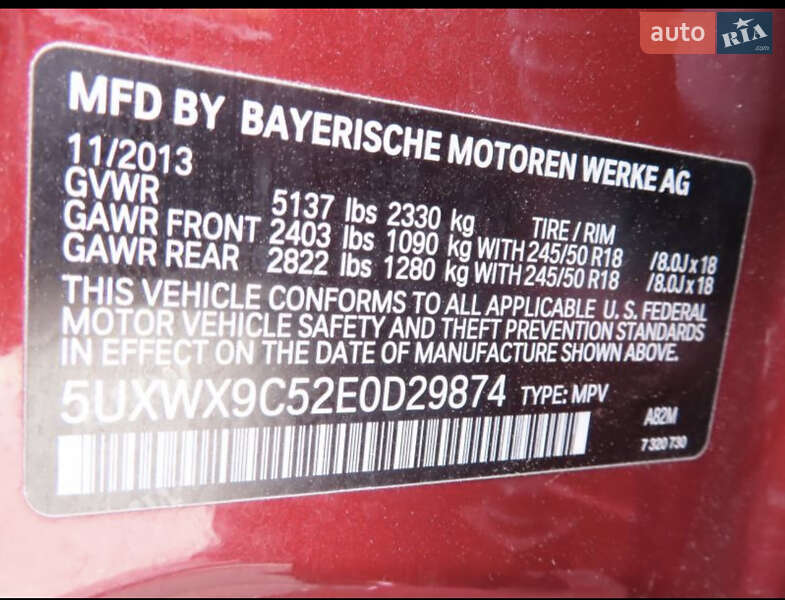 auto RIA .com
MFD BY BAYERISCHE MOTOREN WERKE AG
11/2013
GVWR 5137 lbs 2330 kg TIRE / RIM
GAWR FRONT 2403 lbs 1090 kg WITH 245/50 R18 /8.0J x 18
GAWR REAR 2822 lbs 1280 kg WITH 245/50 R18 /8.0J x 18
THIS VEHICLE CONFORMS TO ALL APPLICABLE U. S. FEDERAL
MOTOR VEHICLE SAFETY AND THEFT PREVENTION STANDARDS
IN EFFECT ON THE DATE OF MANUFACTURE SHOWN ABOVE.
5UXWX9C52E0D29874 TYPE: MPV
A82M
7 320 730